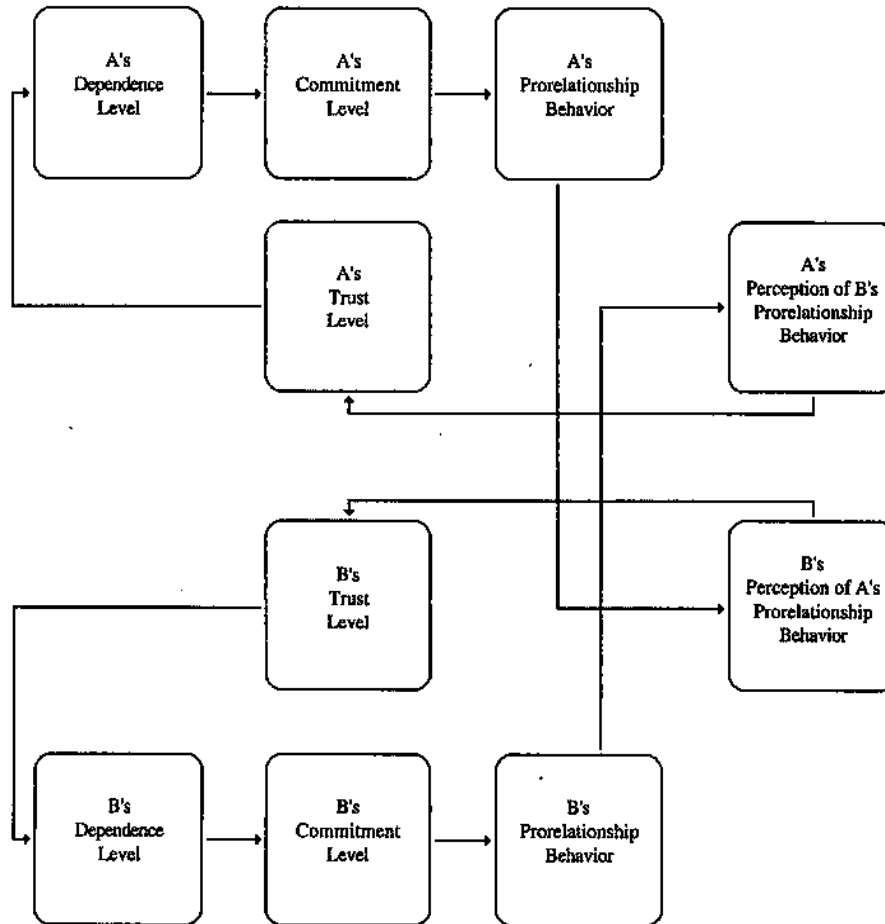 A's
Dependence
Level
A's
Commitment
Level
A's
Prorelationship
Behavior
A's
Trust
Level
A's
Perception of B's
Prorelationship
Behavior
B's
Trust
Level
B's
Perception of A's
Prorelationship
Behavior
B's
Dependence
Level
B's
Commitment
Level
B's
Prorelationship
Behavior